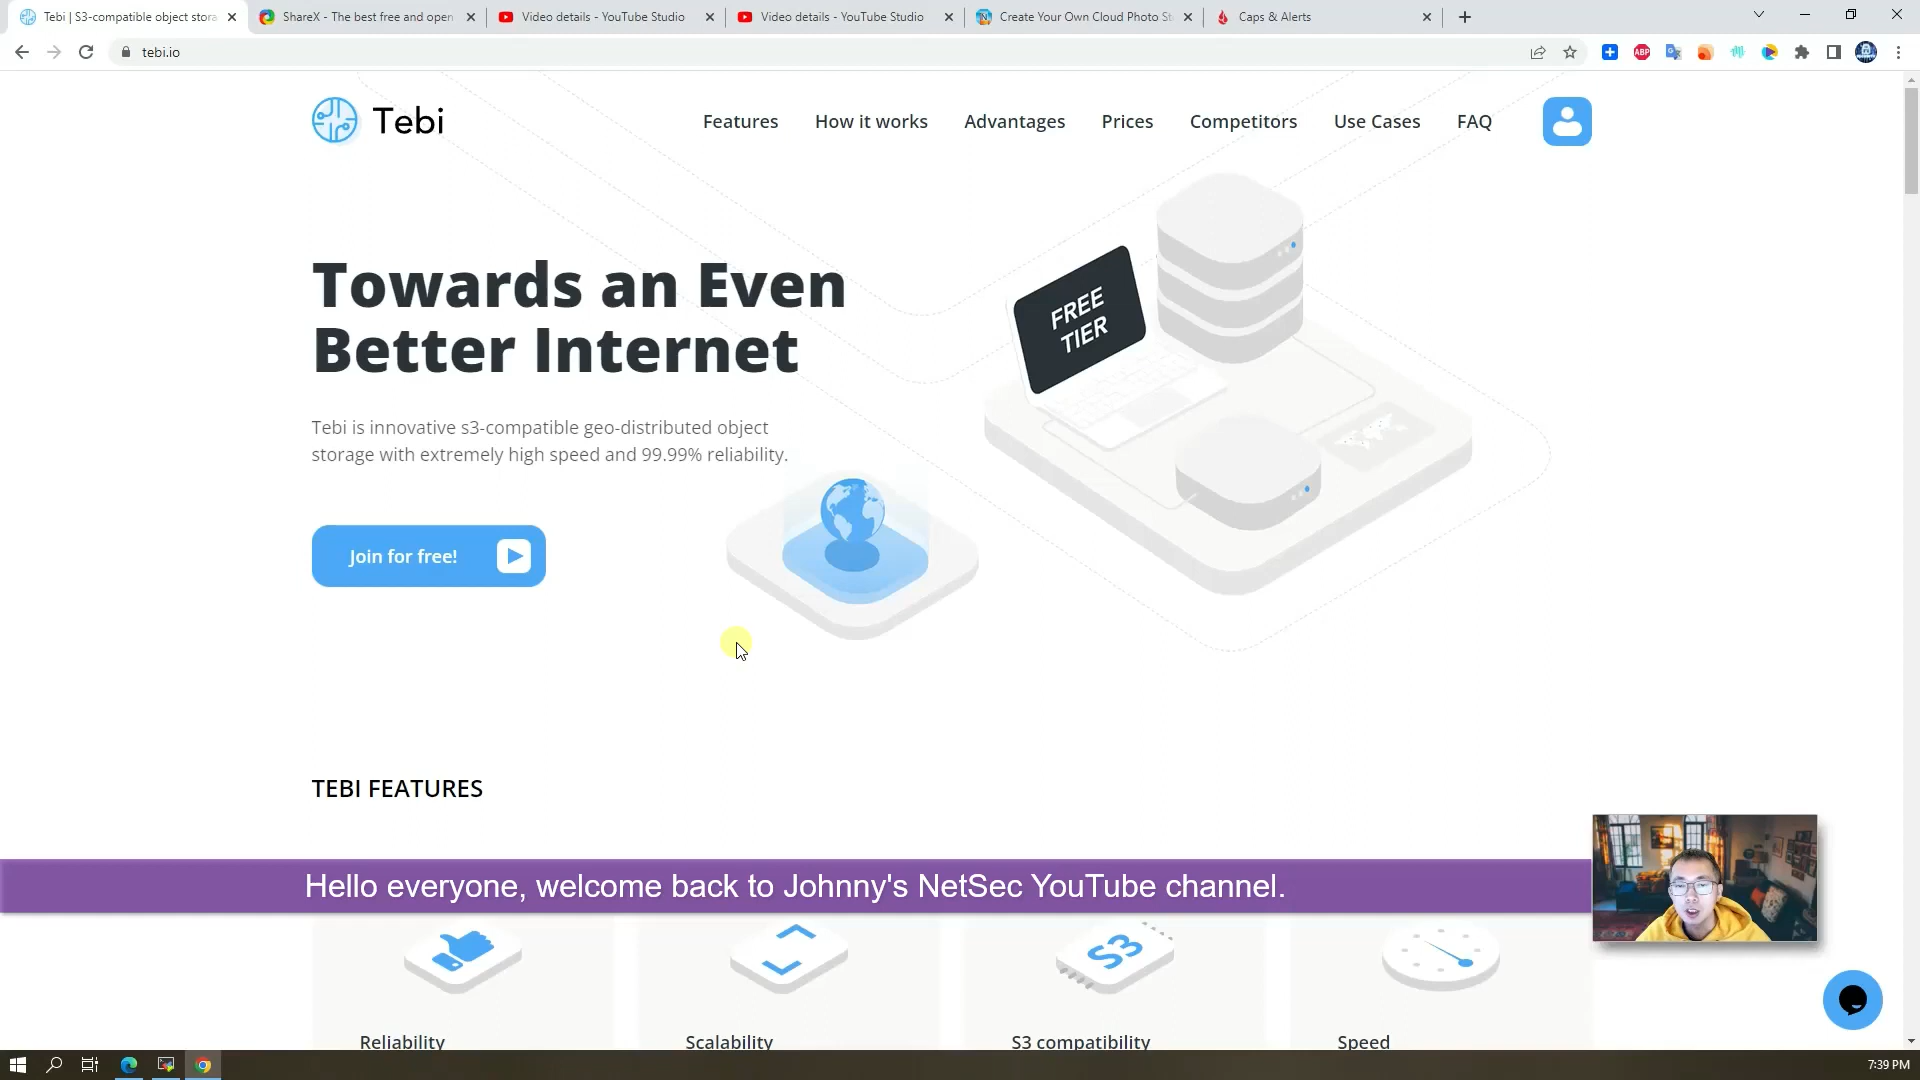 Tebi | S3-compatible object stora
ShareX - The best free and open
Video details - YouTube Studio
Video details - YouTube Studio
Create Your Own Cloud Photo St
Caps & Alerts
tebi.io
ABP
Tebi
Features
How it works
Advantages
Prices
Competitors
Use Cases
FAQ
Towards an Even
Better Internet
FREE
TIER
Tebi is innovative s3-compatible geo-distributed object
storage with extremely high speed and 99.99% reliability.
Join for free!
TEBI FEATURES
Hello everyone, welcome back to Johnny's NetSec YouTube channel.
S3
Reliability
Scalability
S3 compatibility
Speed
7:39 PM